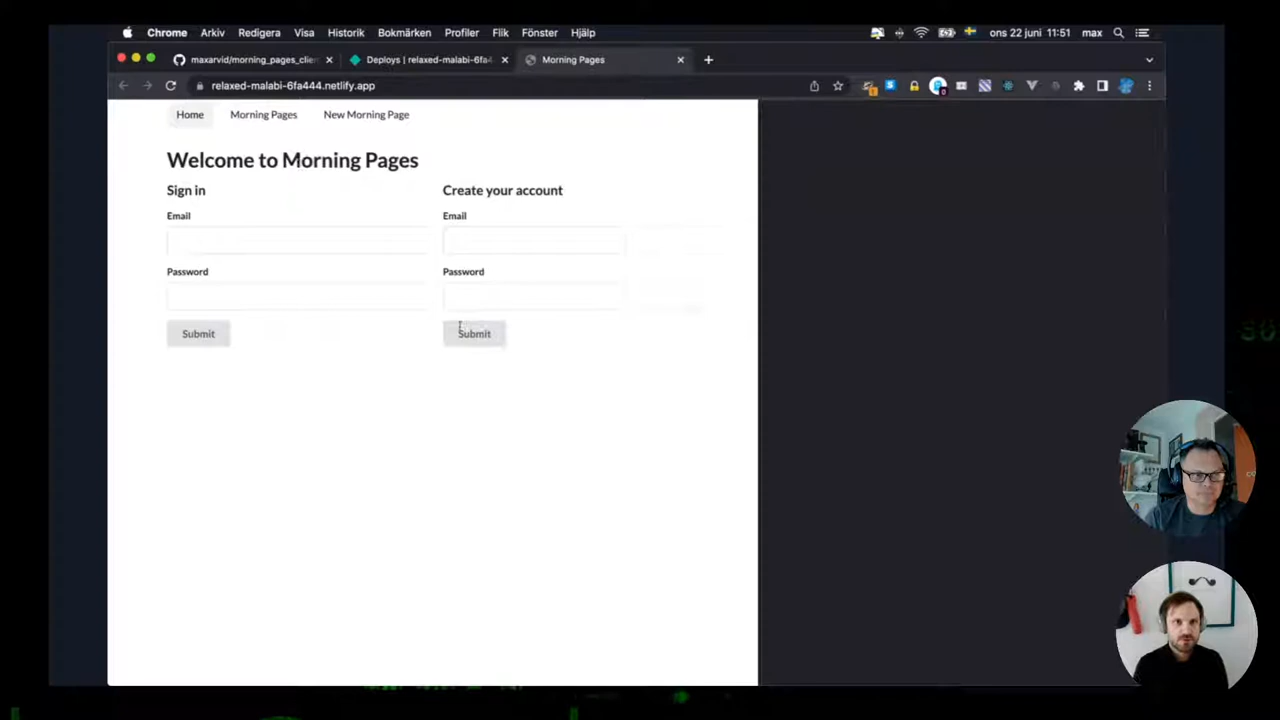 Chrome Arkiv Redigera Visa Historik Bokmärken Profiler Flik Fönster Hjälp ons 22 juni 11:51 max
maxarvid/morning_pages_clien Deploys | relaxed-malabi-6fa4 Morning Pages
relaxed-malabi-6fa444.netlify.app
Home Morning Pages New Morning Page
Welcome to Morning Pages
Sign in Create your account
Email Email
Password Password
Submit Submit